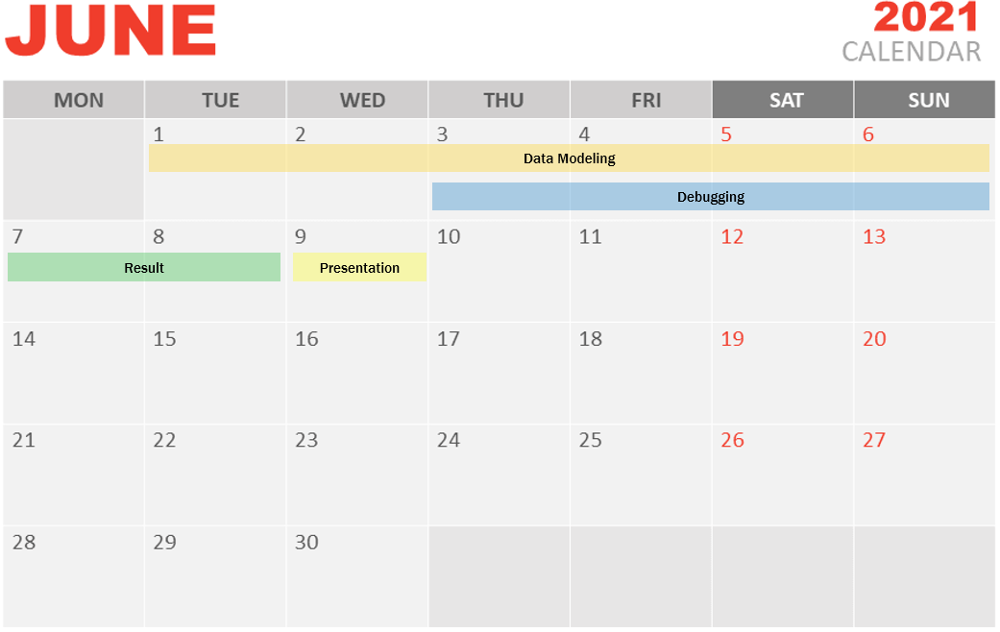 JUNE
2021
CALENDAR
MON TUE WED THU FRI SAT SUN
1 2 3 4 5 6
Data Modeling
Debugging
7 8 9 10 11 12 13
Result Presentation
14 15 16 17 18 19 20
21 22 23 24 25 26 27
28 29 30